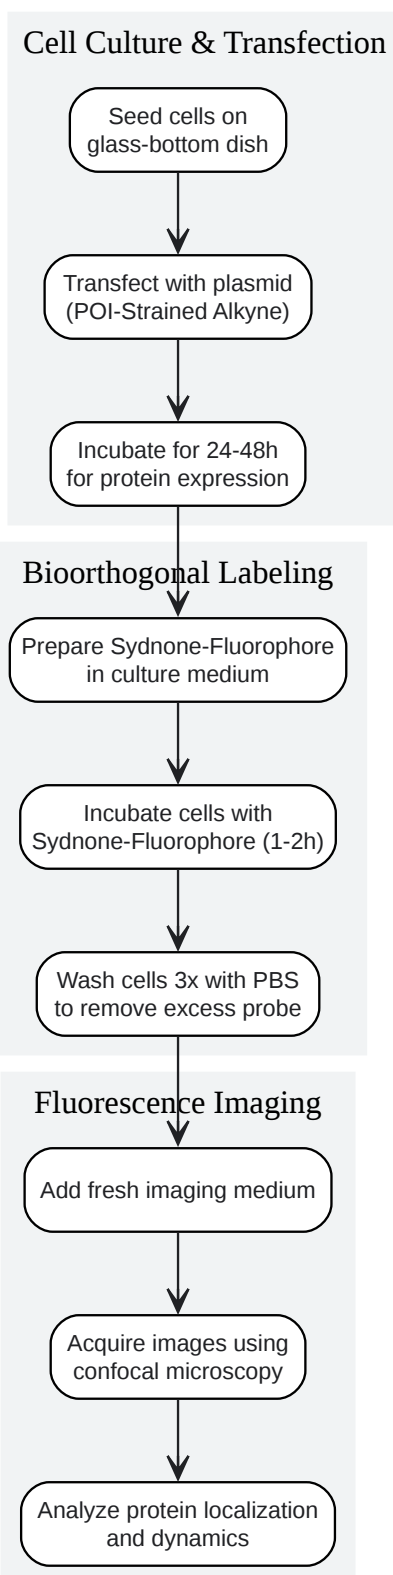 Cell Culture & Transfection
Seed cells on
glass-bottom dish
Transfect with plasmid
(POI-Strained Alkyne)
Incubate for 24-48h
for protein expression
Bioorthogonal Labeling
Prepare Sydnone-Fluorophore
in culture medium
Incubate cells with
Sydnone-Fluorophore (1-2h)
Wash cells 3x with PBS
to remove excess probe
Fluorescence Imaging
Add fresh imaging medium
Acquire images using
confocal microscopy
Analyze protein localization
and dynamics